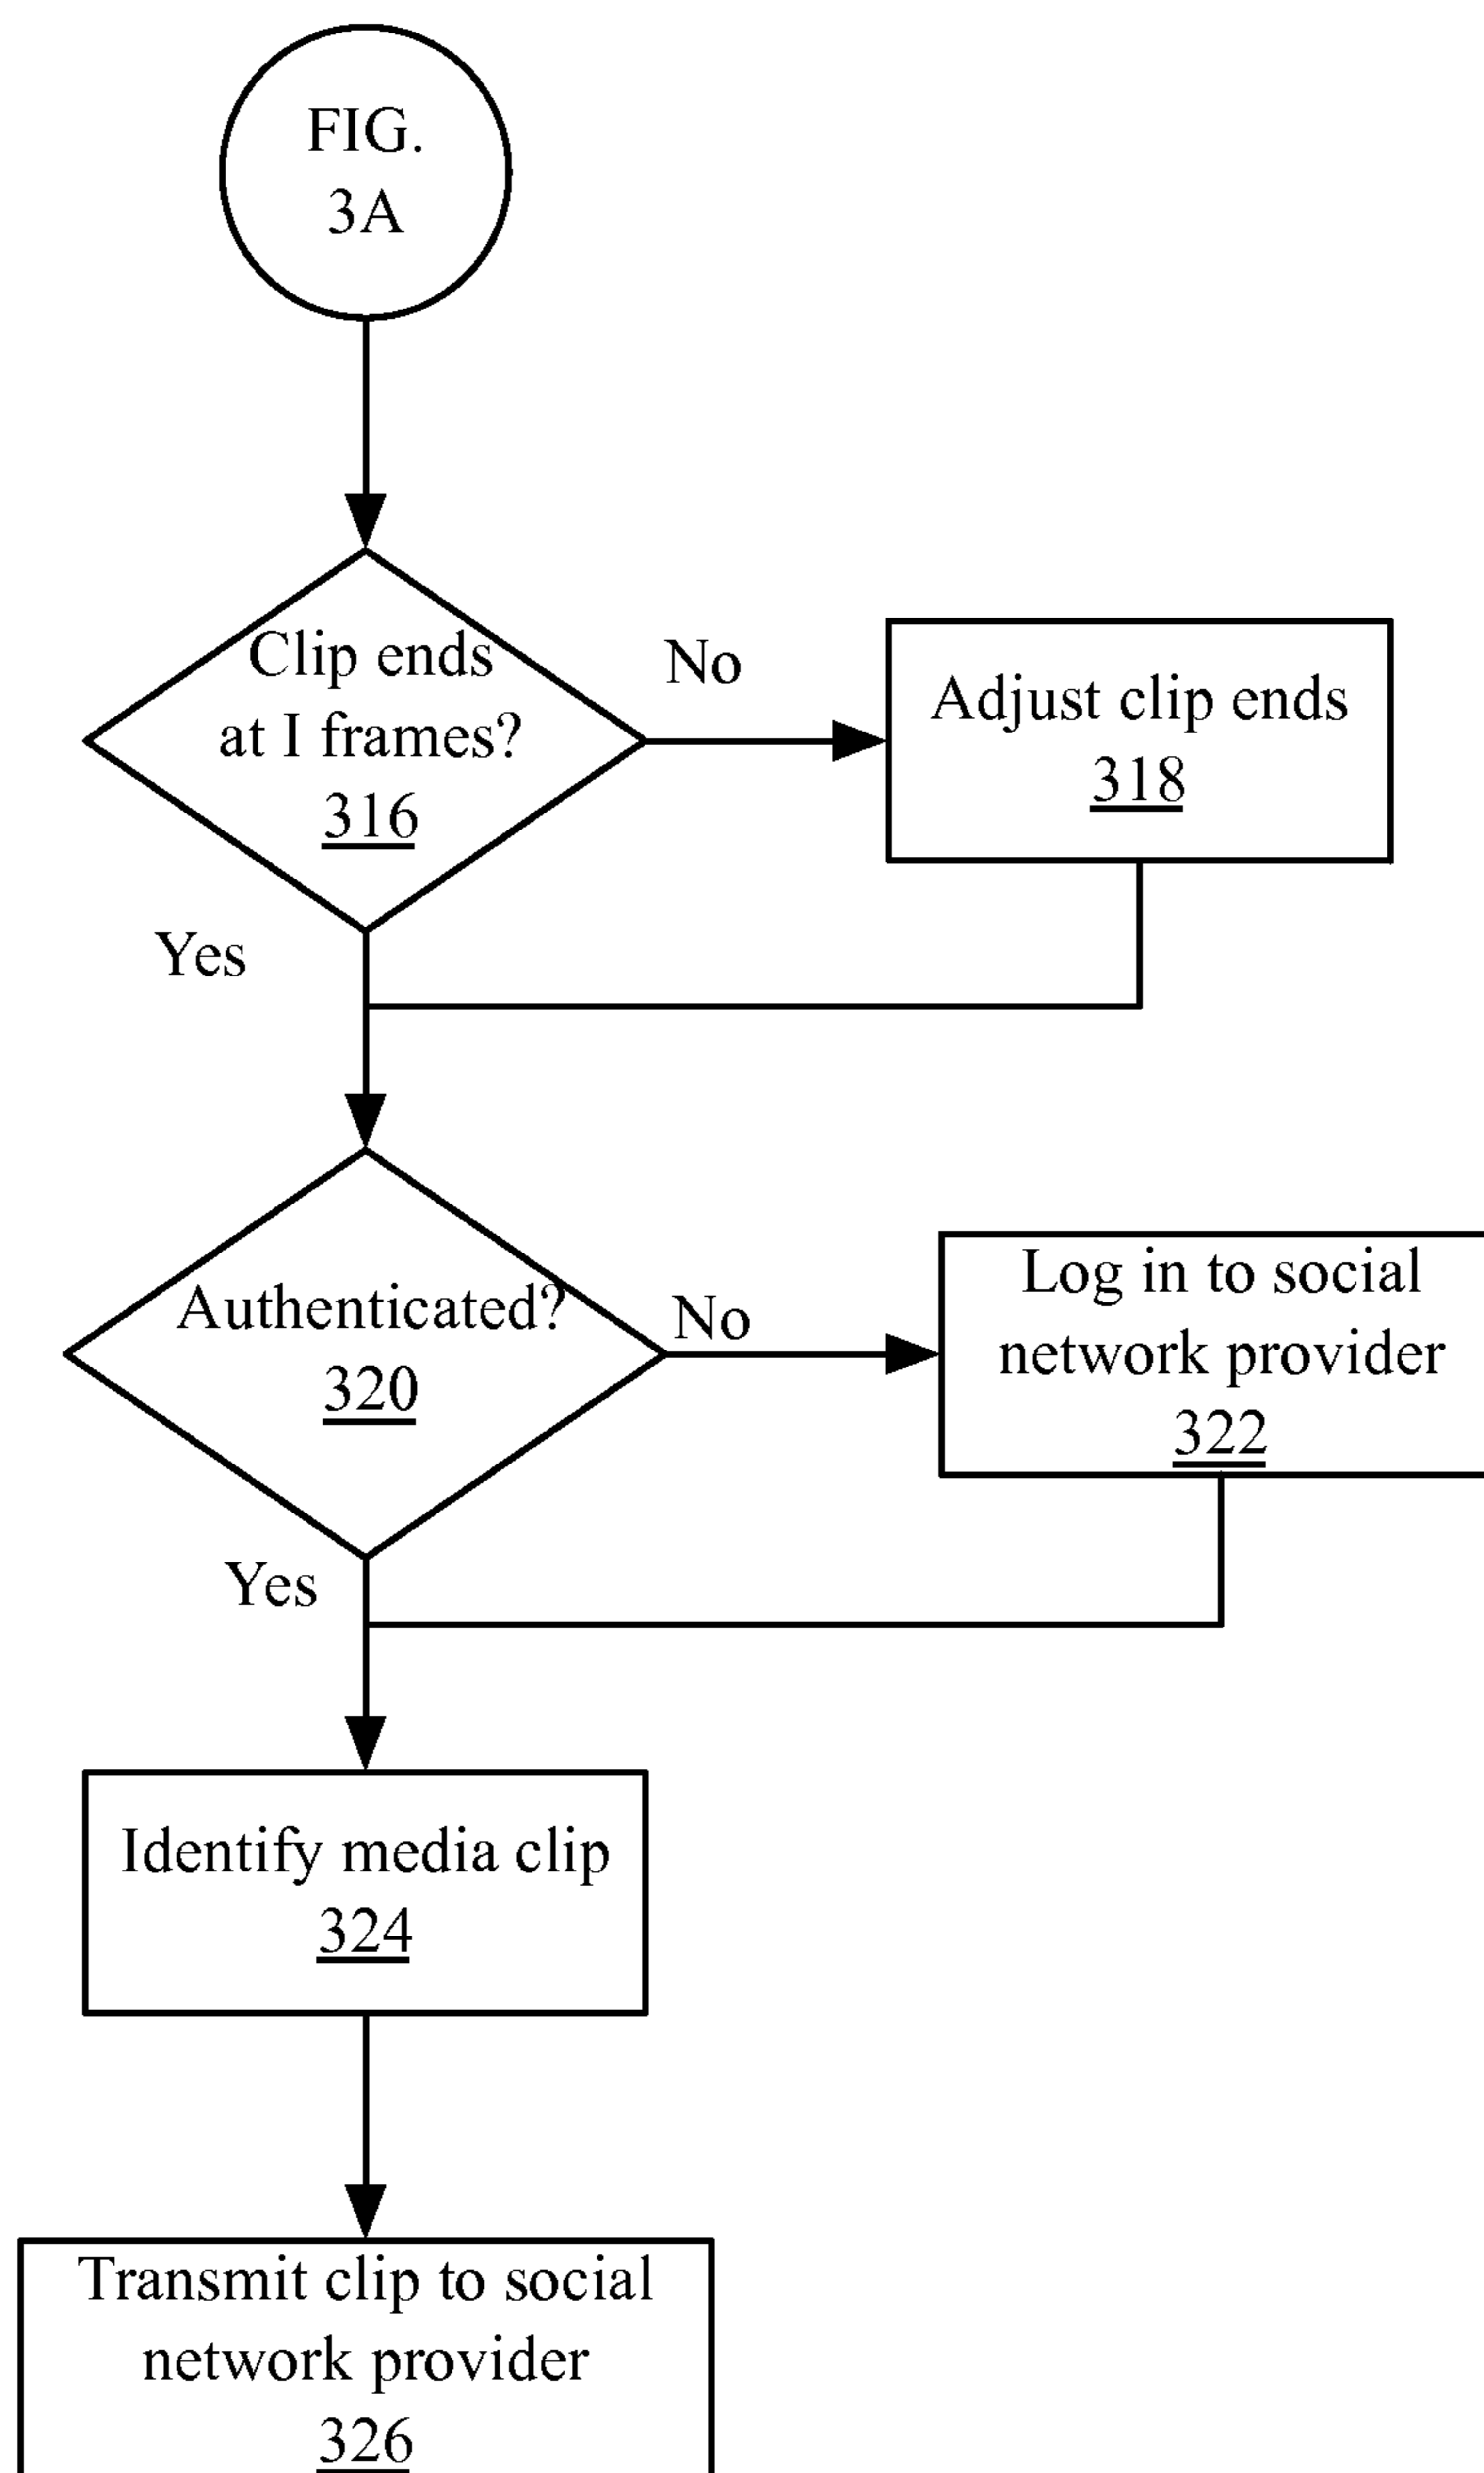 FIG.
3A
Clip ends
at I frames?
316
No
Adjust clip ends
318
Yes
Authenticated?
320
No
Log in to social
network provider
322
Yes
Identify media clip
324
Transmit clip to social
network provider
326